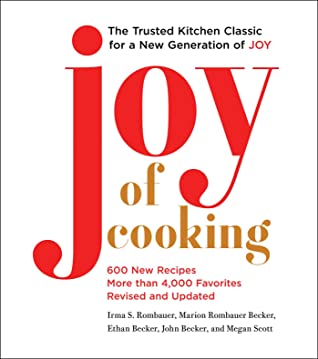 The Trusted Kitchen Classic
for a New Generation of JOY
joy
of
cooking
600 New Recipes
More than 4,000 Favorites
Revised and Updated
Irma S. Rombauer, Marion Rombauer Becker,
Ethan Becker, John Becker, and Megan Scott